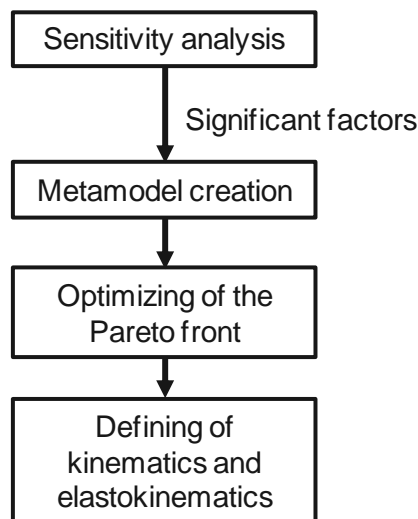 Sensitivity analysis
Significant factors
Metamodel creation
Optimizing of the
Pareto front
Defining of
kinematics and
elastokinematics